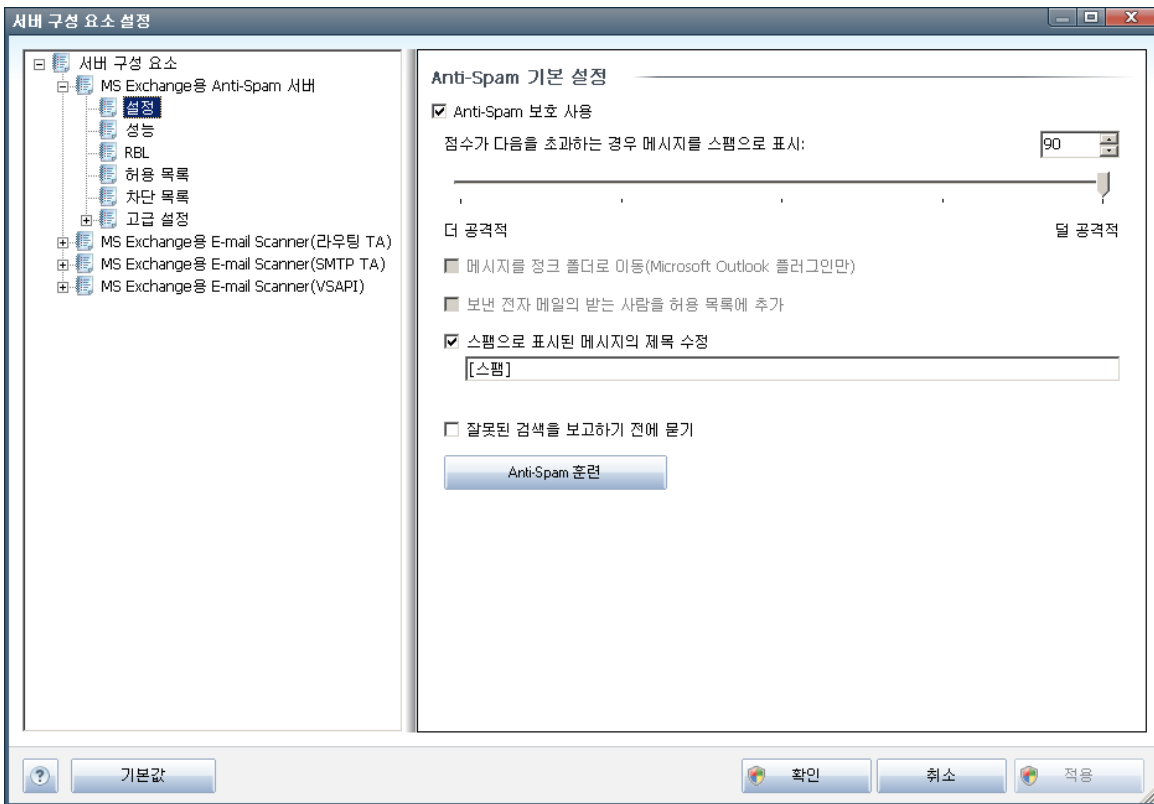 서버 구성 요소 설정
서버 구성 요소
MS Exchange용 Anti-Spam 서버
설정
성능
RBL
허용 목록
차단 목록
고급 설정
MS Exchange용 E-mail Scanner(라우팅 TA)
MS Exchange용 E-mail Scanner(SMTP TA)
MS Exchange용 E-mail Scanner(VSAPI)
Anti-Spam 기본 설정
Anti-Spam 보호 사용
점수가 다음을 초과하는 경우 메시지를 스팸으로 표시: 90
더 공격적 덜 공격적
메시지를 정크 폴더로 이동(Microsoft Outlook 플러그인만)
보낸 전자 메일의 받는 사람을 허용 목록에 추가
스팸으로 표시된 메시지의 제목 수정
[스팸]
잘못된 검색을 보고하기 전에 묻기
Anti-Spam 훈련
? 기본값 확인 취소 적용